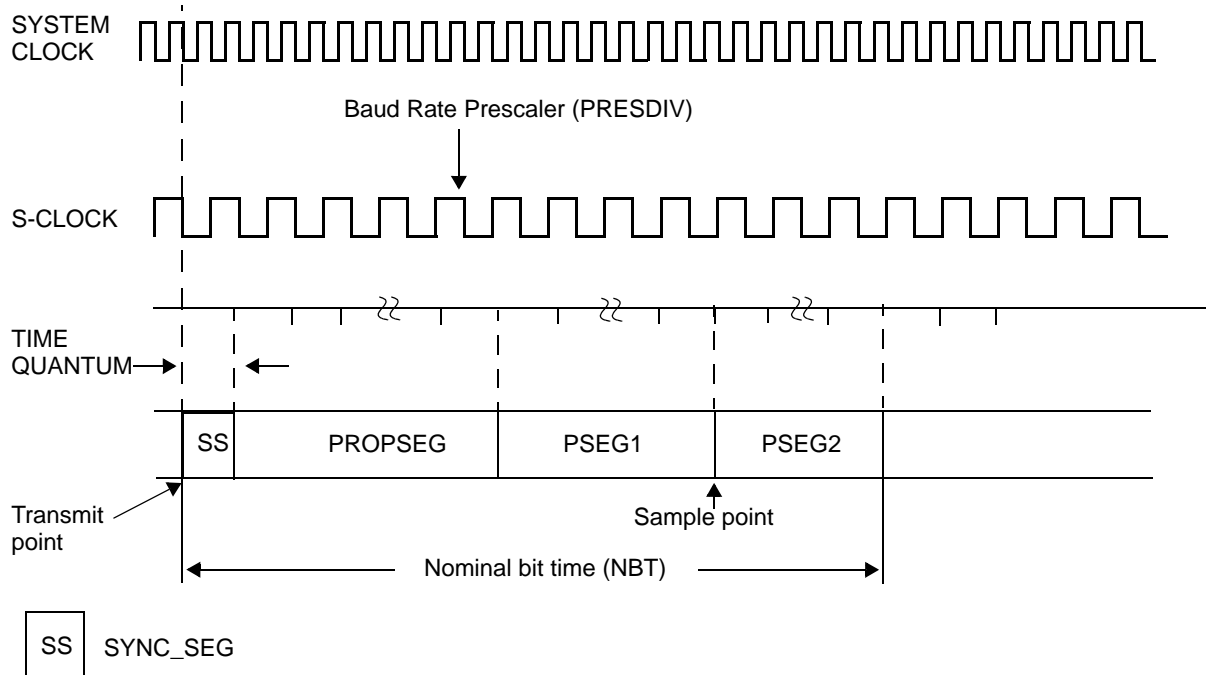 SYSTEM
CLOCK
Baud Rate Prescaler (PRESDIV)
S-CLOCK
TIME
QUANTUM
SS
PROPSEG
PSEG1
PSEG2
Transmit
point
Sample point
Nominal bit time (NBT)
SS
SYNC_SEG